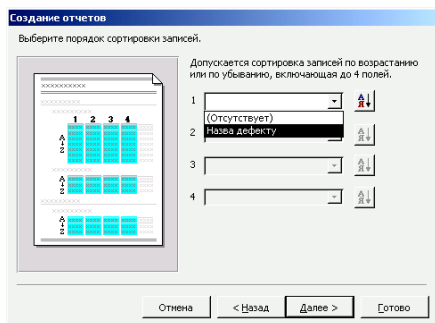 Создание отчетов
Выберите порядок сортировки записей.
Допускается сортировка записей по возрастанию
или по убыванию, включающая до 4 полей.
1
(Отсутствует)
Назва дефекту
2
3
4
xxxxxxxxxx
1 2 3 4
A
Z
A
Z
A
Z
А
Я
А
Я
А
Я
А
Я
Отмена
< Назад
Далее >
Готово